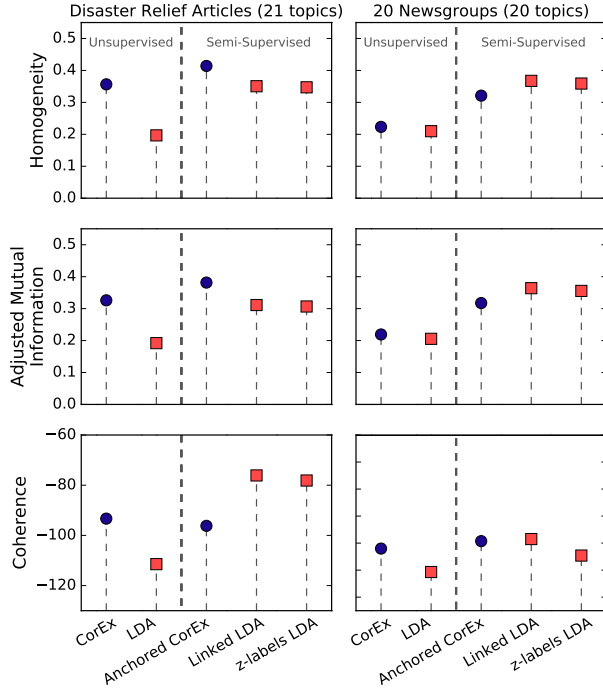 Disaster Relief Articles (21 topics)
20 Newsgroups (20 topics)
Unsupervised
Semi-Supervised
Unsupervised
Semi-Supervised
Homogeneity
0.5
0.4
0.3
0.2
0.1
0.0
Adjusted Mutual
Information
0.5
0.4
0.3
0.2
0.1
0.0
Coherence
−60
−80
−100
−120
CorEx
LDA
Anchored CorEx
Linked LDA
z-labels LDA
CorEx
LDA
Anchored CorEx
Linked LDA
z-labels LDA